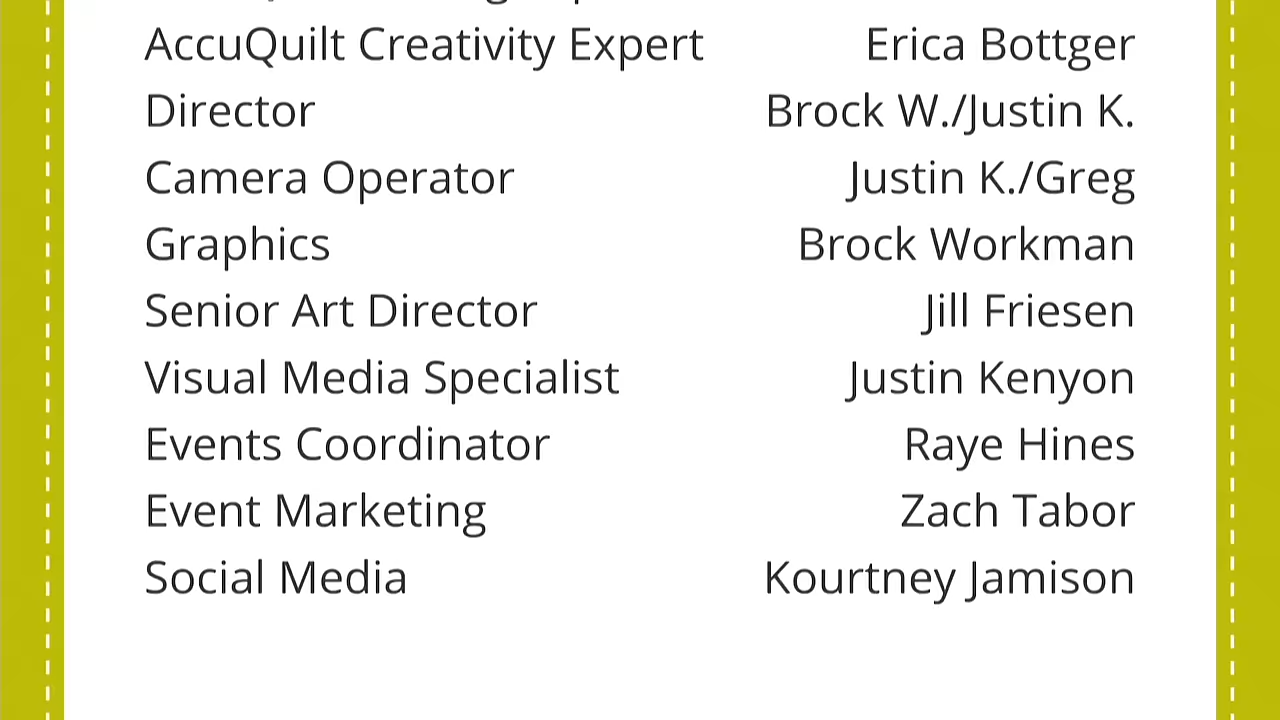 AccuQuilt Creativity Expert Erica Bottger
Director Brock W./Justin K.
Camera Operator Justin K./Greg
Graphics Brock Workman
Senior Art Director Jill Friesen
Visual Media Specialist Justin Kenyon
Events Coordinator Raye Hines
Event Marketing Zach Tabor
Social Media Kourtney Jamison